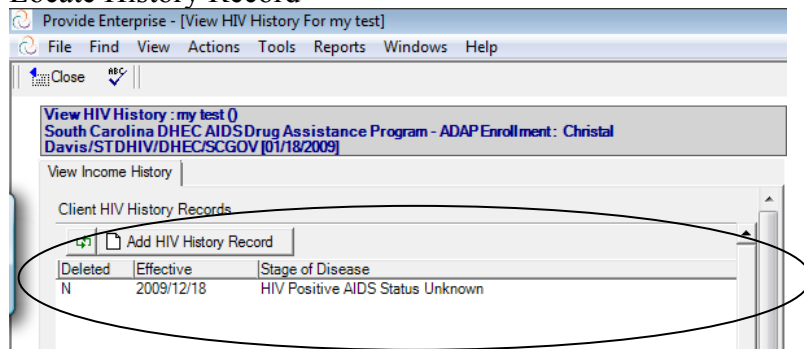 Locate History Record
Provide Enterprise - [View HIV History For my test]
File Find View Actions Tools Reports Windows Help
Close ABC
View HIV History : my test ()
South Carolina DHEC AIDS Drug Assistance Program - ADAP Enrollment : Christal
Davis/STDHIV/DHEC/SCGOV [01/18/2009]
View Income History
Client HIV History Records
Add HIV History Record
Deleted Effective Stage of Disease
N 2009/12/18 HIV Positive AIDS Status Unknown